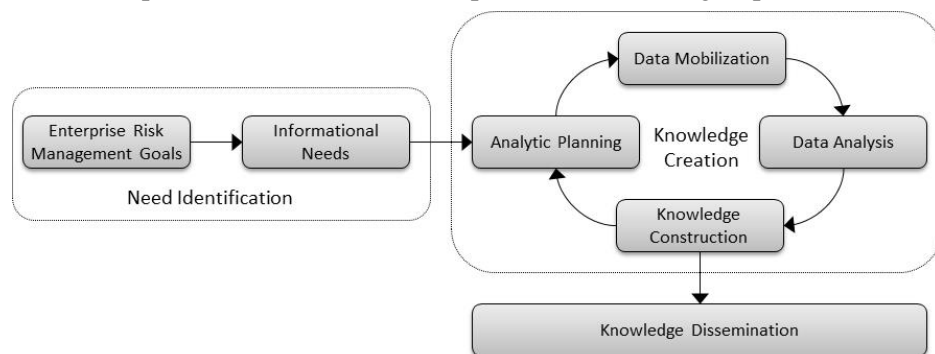 Enterprise Risk
Management Goals
Informational
Needs
Need Identification
Analytic Planning
Data Mobilization
Data Analysis
Knowledge
Creation
Knowledge
Construction
Knowledge Dissemination